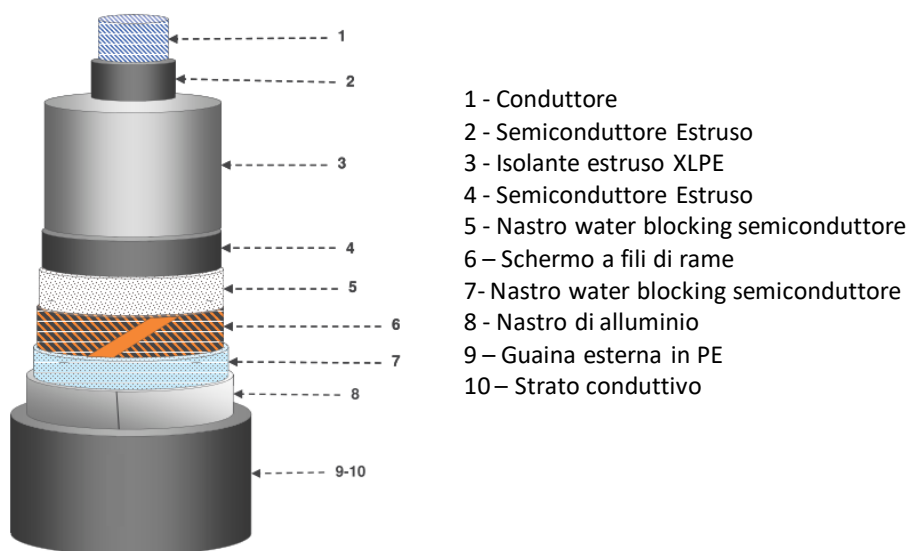 1
2
3
4
5
6
7
8
9-10
1 - Conduttore
2 - Semiconduttore Estruso
3 - Isolante estruso XLPE
4 - Semiconduttore Estruso
5 - Nastro water blocking semiconduttore
6 – Schermo a fili di rame
7- Nastro water blocking semiconduttore
8 - Nastro di alluminio
9 – Guaina esterna in PE
10 – Strato conduttivo